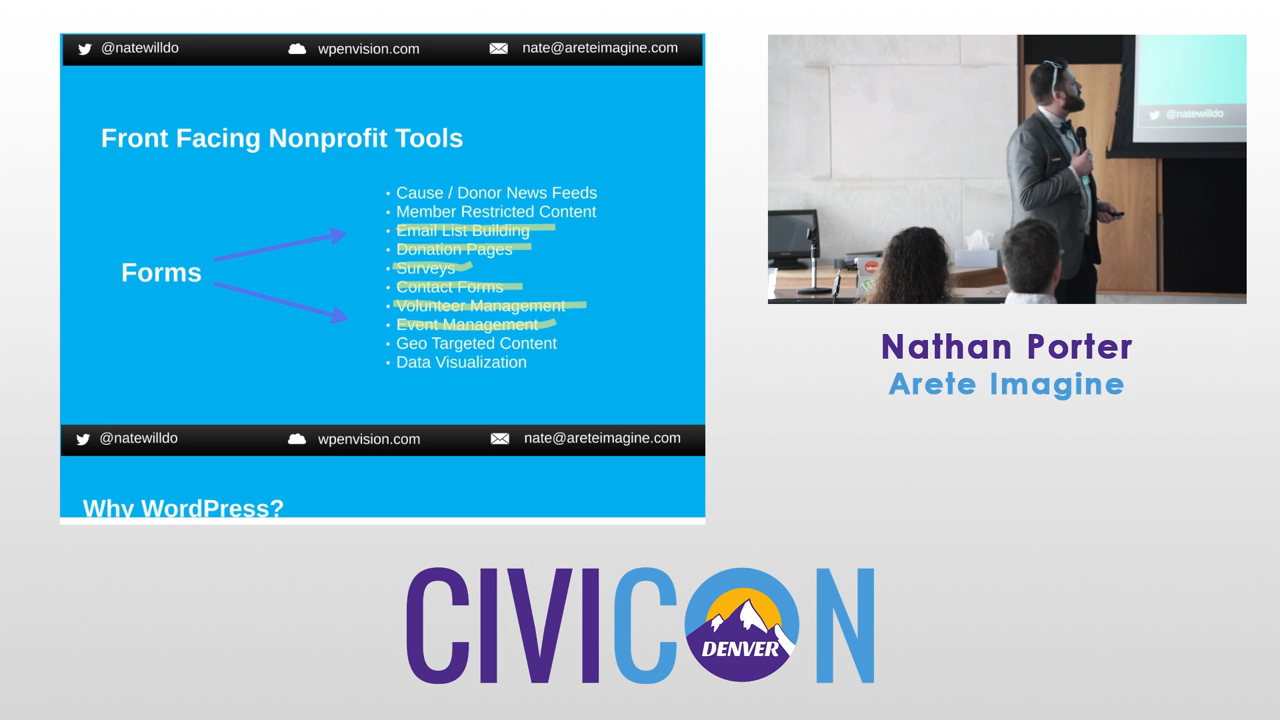 @natewilldo wpenvision.com nate@areteimagine.com
Front Facing Nonprofit Tools
Forms
• Cause / Donor News Feeds
• Member Restricted Content
• Email List Building
• Donation Pages
• Surveys
• Contact Forms
• Volunteer Management
• Event Management
• Geo Targeted Content
• Data Visualization
@natewilldo wpenvision.com nate@areteimagine.com
Why WordPress?
@natewilldo
Nathan Porter
Arete Imagine
CIVICON
DENVER